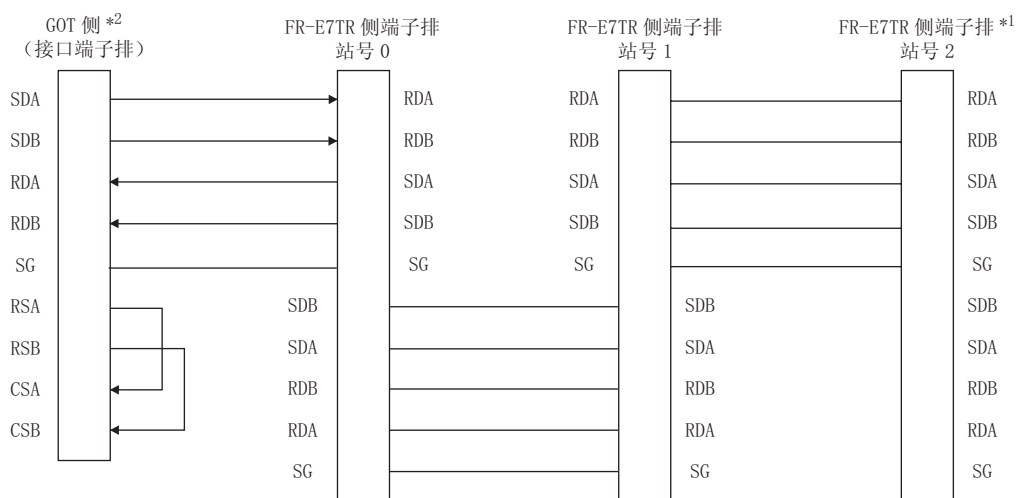 GOT 侧 *2
（接口端子排）
FR-E7TR 侧端子排
站号 0
FR-E7TR 侧端子排
站号 1
FR-E7TR 侧端子排 *1
站号 2
SDA
RDA
RDA
RDA
SDB
RDB
RDB
RDB
RDA
SDA
SDA
SDA
RDB
SDB
SDB
SDB
SG
SG
SG
SG
RSA
SDB
SDB
SDB
RSB
SDA
SDA
SDA
CSA
RDB
RDB
RDB
CSB
RDA
RDA
RDA
SG
SG
SG